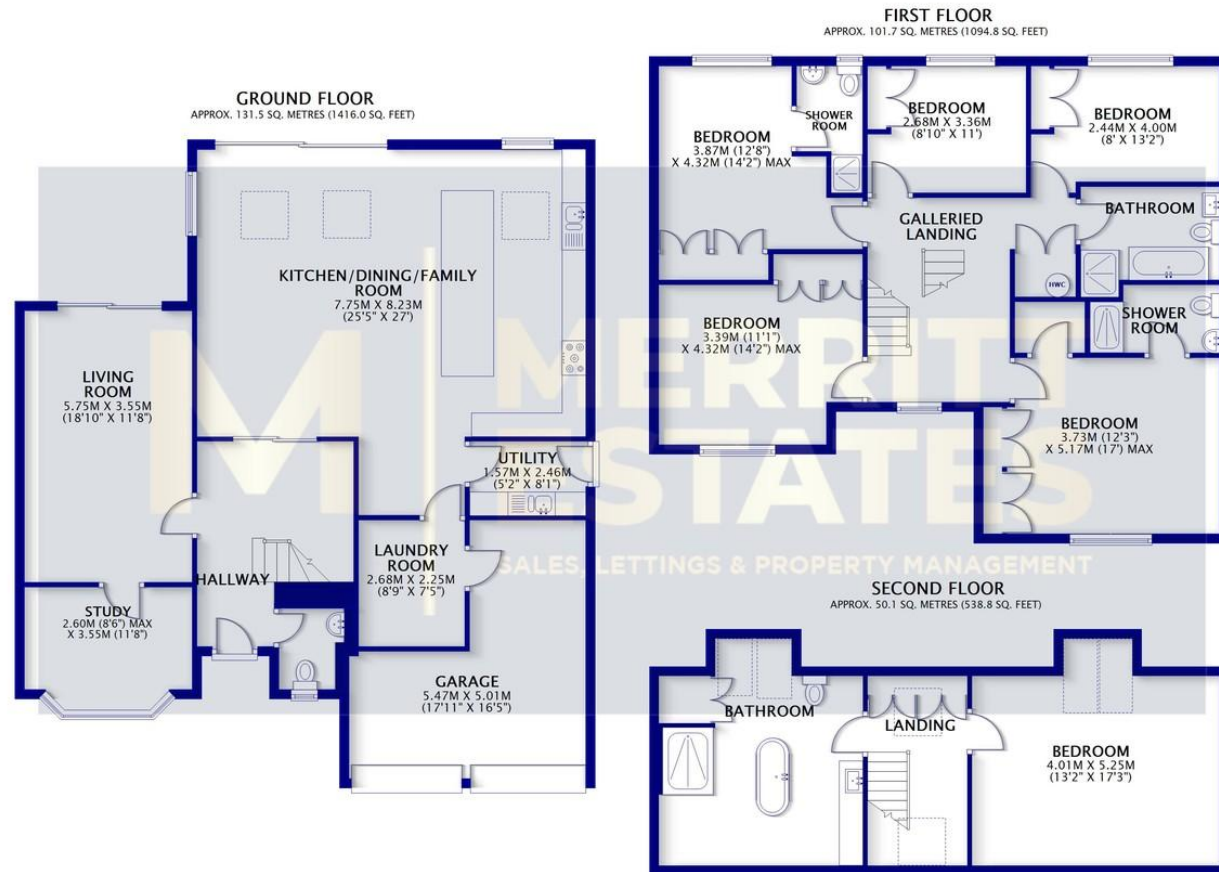 GROUND FLOOR
APPROX. 131.5 SQ. METRES (1416.0 SQ. FEET)
KITCHEN/DINING/FAMILY
ROOM
7.75M X 8.23M
(25'5" X 27')
LIVING
ROOM
5.75M X 3.55M
(18'10" X 11'8)
UTILITY
1.57M X 2.46M
(5'2" X 8'1)
LAUNDRY
ROOM
2.68M X 2.25M
(8'9" X 7'5)
HALLWAY
STUDY
2.60M (8'6") MAX
X 3.55M (11'8)
GARAGE
5.47M X 5.01M
(17'11" X 16'5")
FIRST FLOOR
APPROX. 101.7 SQ. METRES (1094.8 SQ. FEET)
BEDROOM
3.87M (12'8")
X 4.32M (14'2") MAX
SHOWER
ROOM
BEDROOM
2.68M X 3.36M
(8'10" X 11')
BEDROOM
2.44M X 4.00M
(8' X 13'2")
GALLERIED
LANDING
BATHROOM
HWC
SHOWER
ROOM
BEDROOM
3.39M (11'1")
X 4.32M (14'2") MAX
BEDROOM
3.73M (12'3")
X 5.17M (17') MAX
SECOND FLOOR
APPROX. 50.1 SQ. METRES (538.8 SQ. FEET)
BATHROOM
LANDING
BEDROOM
4.01M X 5.25M
(13'2" X 17'3")
M MERRITT
ESTATES
SALES, LETTINGS & PROPERTY MANAGEMENT